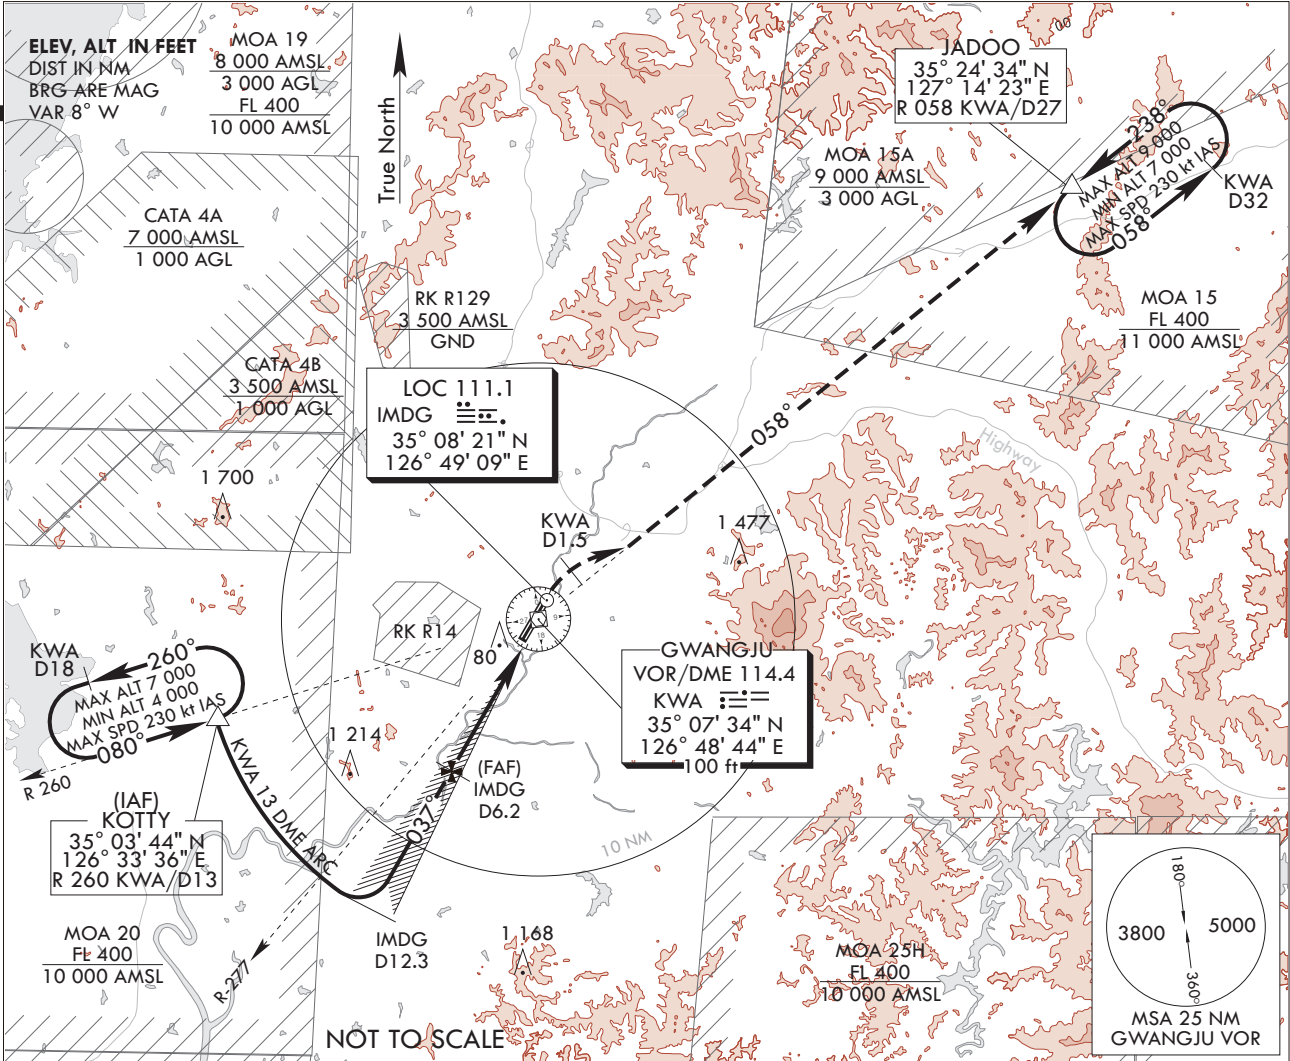 ELEV, ALT IN FEET
DIST IN NM
BRG ARE MAG
VAR 8° W
MOA 19
8 000 AMSL
3 000 AGL
FL 400
10 000 AMSL
True North
JADOO
35° 24' 34" N
127° 14' 23" E
R 058 KWA/D27
MOA 15A
9 000 AMSL
3 000 AGL
238°
MAX ALT 9 000
MIN ALT 7 000
MAX SPD 230 kt IAS
058°
KWA
D32
CATA 4A
7 000 AMSL
1 000 AGL
RK R129
3 500 AMSL
GND
MOA 15
FL 400
11 000 AMSL
CATA 4B
3 500 AMSL
1 000 AGL
LOC 111.1
IMDG
35° 08' 21" N
126° 49' 09" E
058°
Highway
1 700
KWA
D1.5
1 477
RK R14
80
27
9
18
KWA
D18
260°
MAX ALT 7 000
MIN ALT 4 000
MAX SPD 230 kt IAS
080°
R 260
GWANGJU
VOR/DME 114.4
KWA
35° 07' 34" N
126° 48' 44" E
100 ft
1 214
KWA 13 DME ARC
(FAF)
IMDG
D6.2
037°
(IAF)
KOTTY
35° 03' 44" N
126° 33' 36" E
R 260 KWA/D13
10 NM
MOA 20
FL 400
10 000 AMSL
R-277
IMDG
D12.3
1 168
MOA 25H
FL 400
10 000 AMSL
180°
3800
5000
360°
MSA 25 NM
GWANGJU VOR
NOT TO SCALE